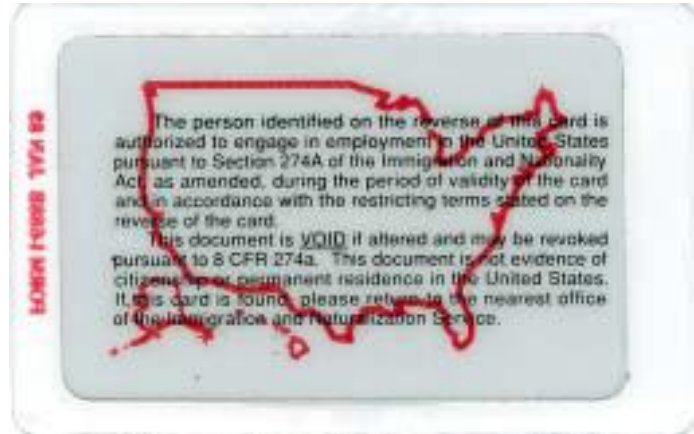 The person identified on the reverse of this card is
authorized to engage in employment in the United States
pursuant to Section 274A of the Immigration and Nationality
Act, as amended, during the period of validity of the card
and in accordance with the restricting terms stated on the
reverse of the card.
This document is VOID if altered and may be revoked
pursuant to 8 CFR 274a. This document is not evidence of
citizenship or permanent residence in the United States.
If this card is found, please return to the nearest office
of the Immigration and Naturalization Service.